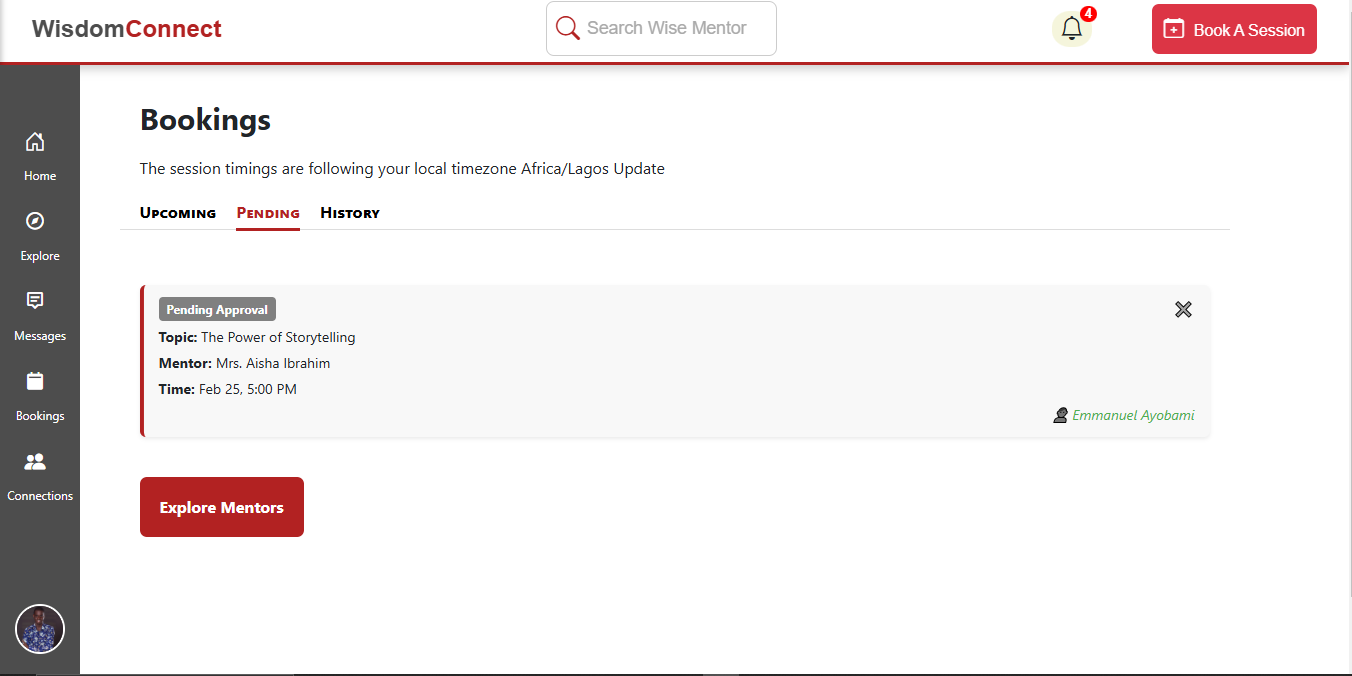 WisdomConnect
Search Wise Mentor
4
Book A Session
Home
Explore
Messages
Bookings
Connections
Bookings
The session timings are following your local timezone Africa/Lagos Update
Upcoming Pending History
Pending Approval
Topic: The Power of Storytelling
Mentor: Mrs. Aisha Ibrahim
Time: Feb 25, 5:00 PM
Emmanuel Ayobami
Explore Mentors